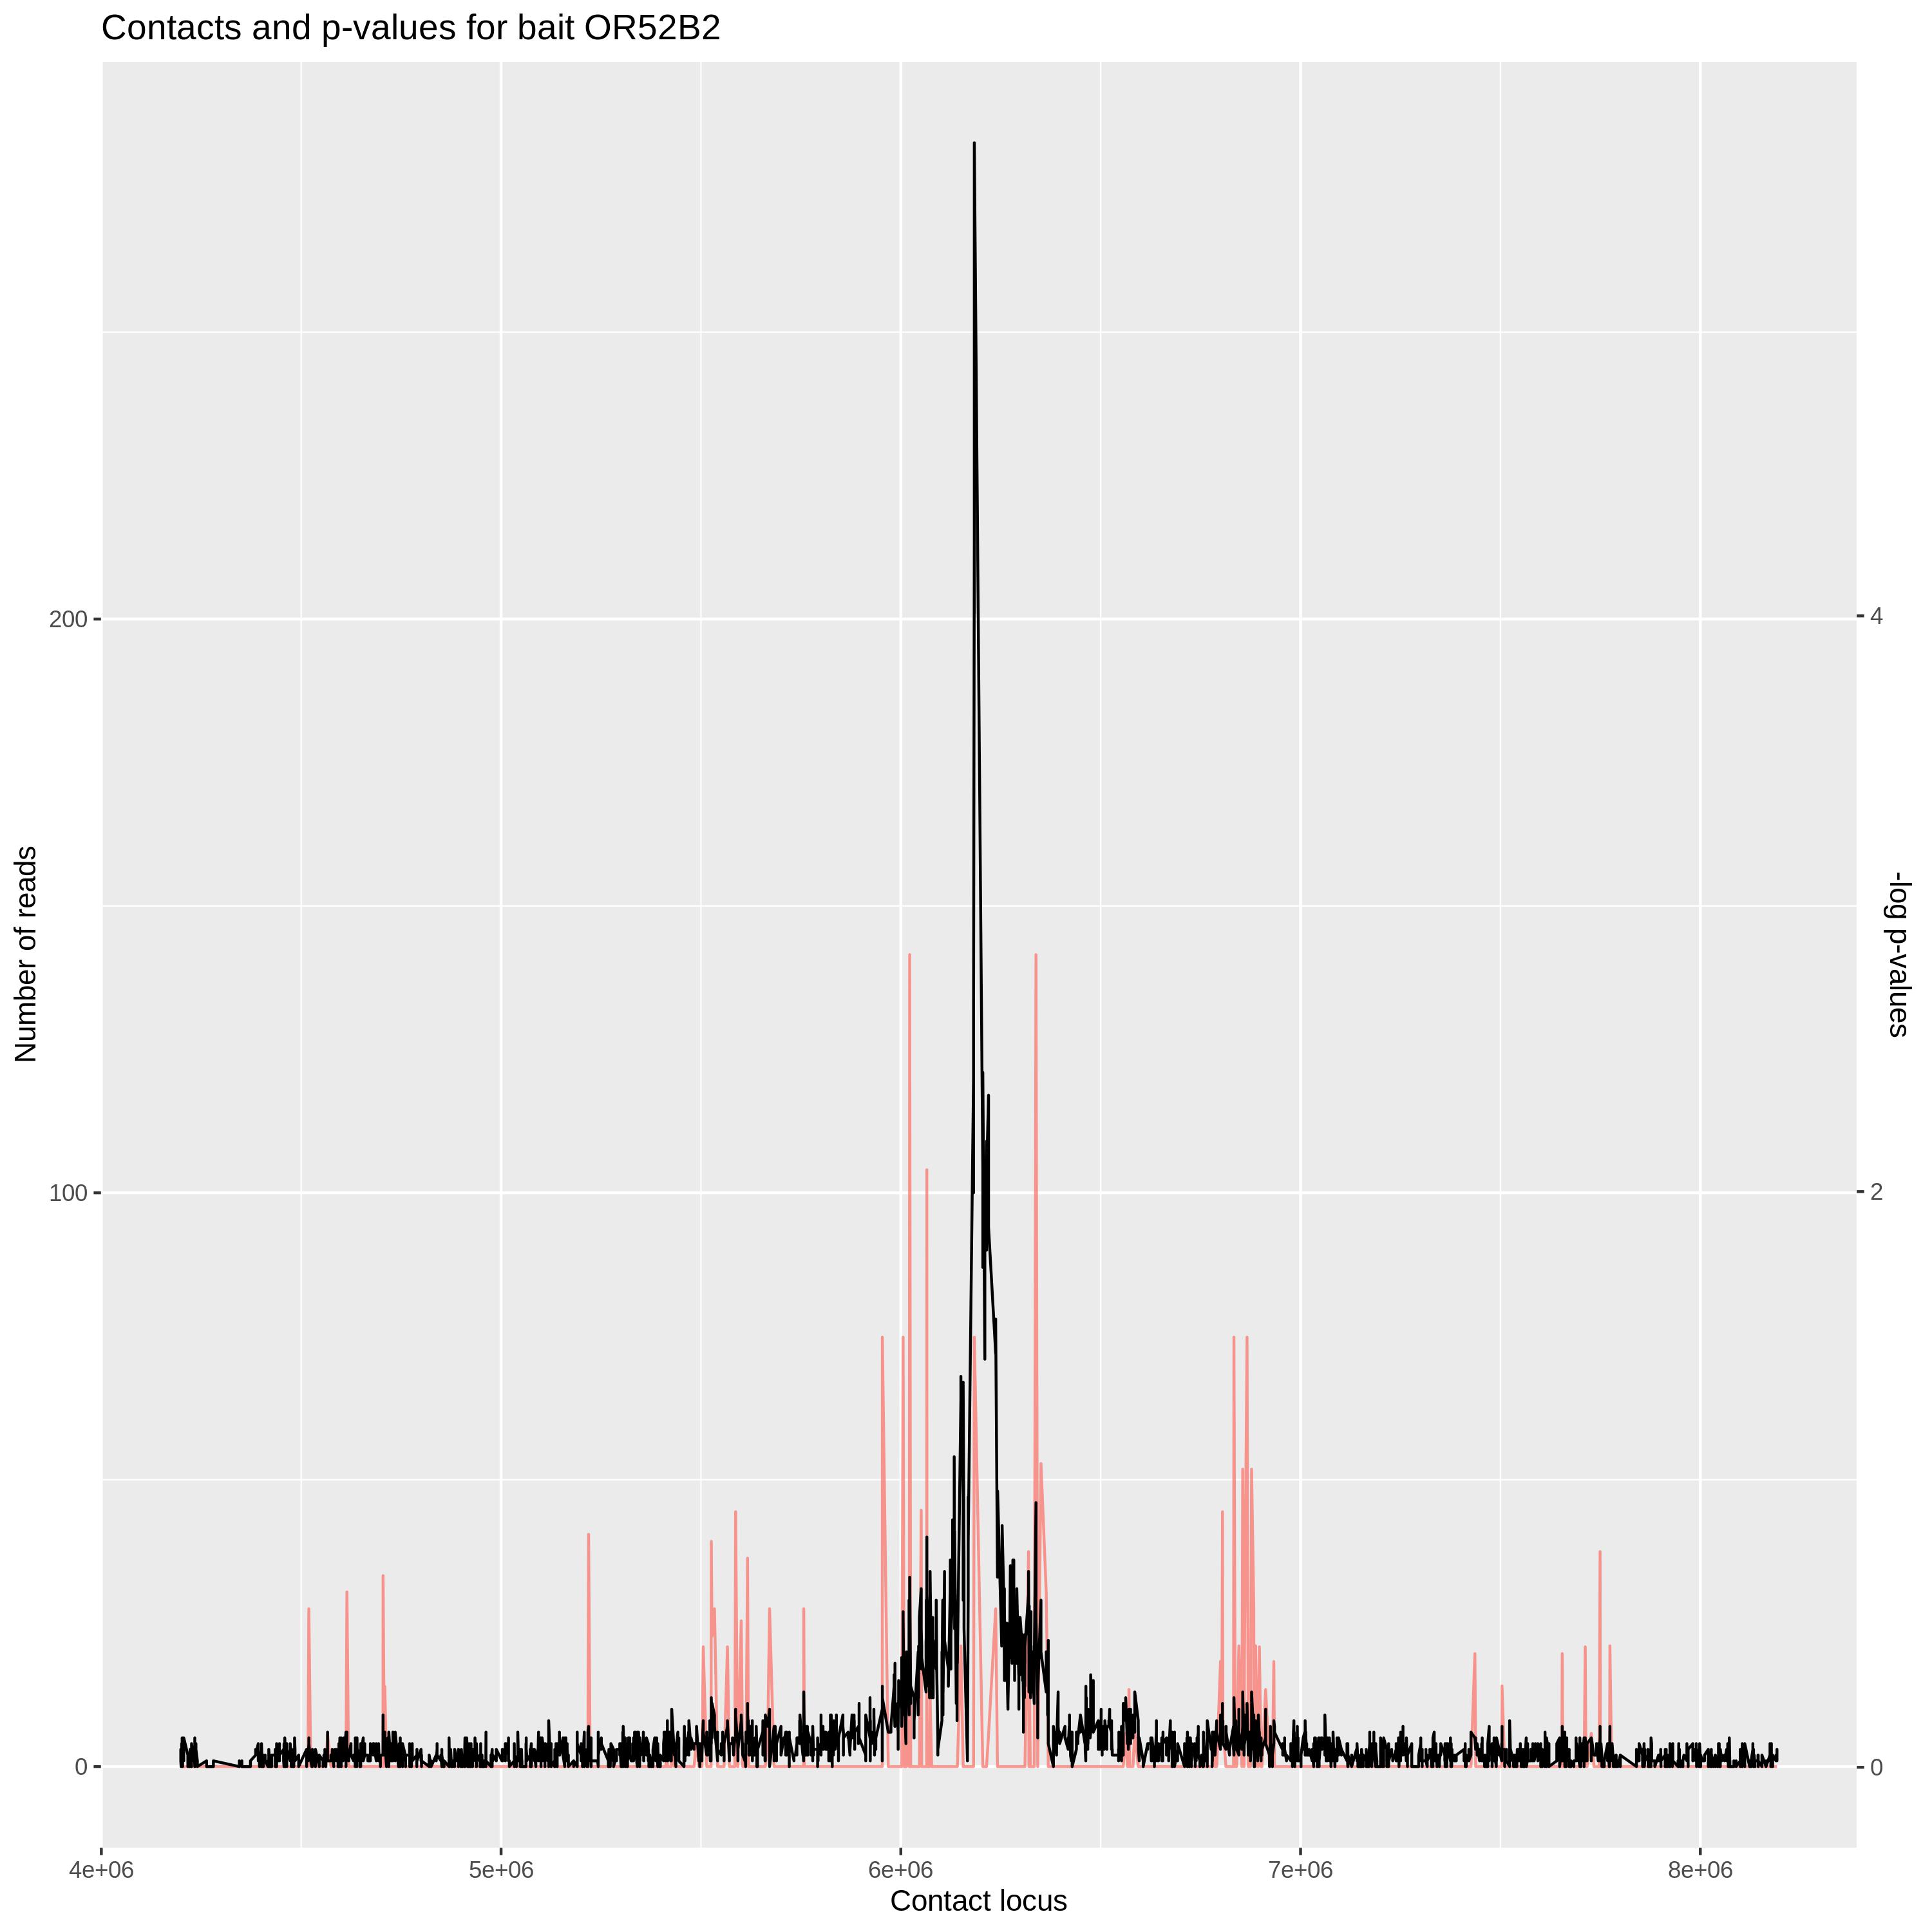 Contacts and p-values for bait OR52B2
Number of reads
200
100
0
4
2
0
-log p-values
4e+06 5e+06 6e+06 7e+06 8e+06
Contact locus